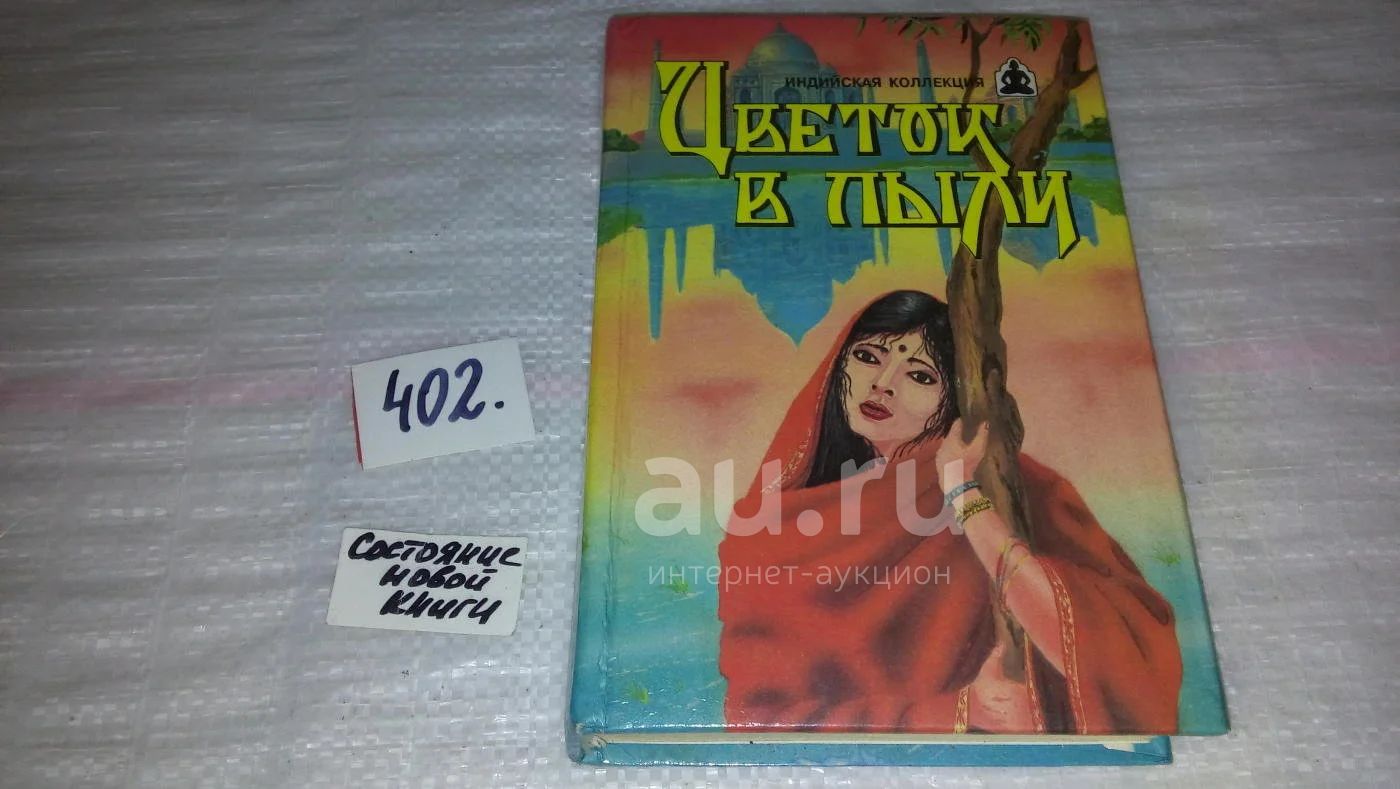 ИНДИЙСКАЯ КОЛЛЕКЦИЯ
ЦВЕТОК
В ПЫЛИ
402.
Состояние
новой
книги
au.ru
интернет-аукцион